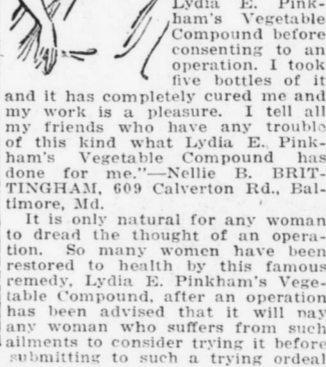 Lydia E. Pink-
ham's Vegetable
Compound before
consenting to an
operation. I took
five bottles of it
and it has completely cured me and
my work is a pleasure. I tell all
my friends who have any trouble
of this kind what Lydia E. Pink-
ham's Vegetable Compound has
done for me."—Nellie B. BRIT-
TINGHAM, 609 Calverton Rd., Bal-
timore, Md.
It is only natural for any woman
to dread the thought of an opera-
tion. So many women have been
restored to health by this famous
remedy, Lydia E. Pinkham's Vege-
table Compound, after an operation
has been advised that it will pay
any woman who suffers from such
ailments to consider trying it before
submitting to such a trying ordeal